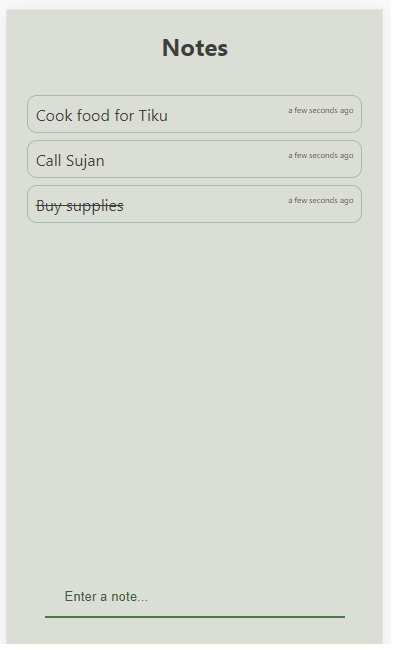 Notes
Cook food for Tiku
a few seconds ago
Call Sujan
a few seconds ago
Buy supplies
a few seconds ago
Enter a note...